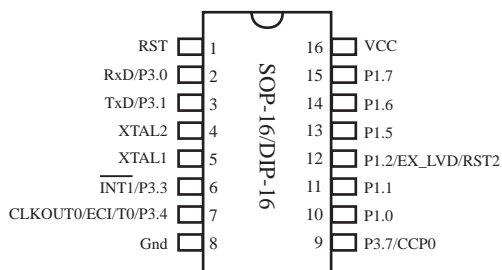 RST 1 16 VCC
RxD/P3.0 2 15 P1.7
TxD/P3.1 3 14 P1.6
XTAL2 4 13 P1.5
XTAL1 5 12 P1.2/EX_LVD/RST2
INT1/P3.3 6 11 P1.1
CLKOUT0/ECI/T0/P3.4 7 10 P1.0
Gnd 8 9 P3.7/CCP0
SOP-16/DIP-16